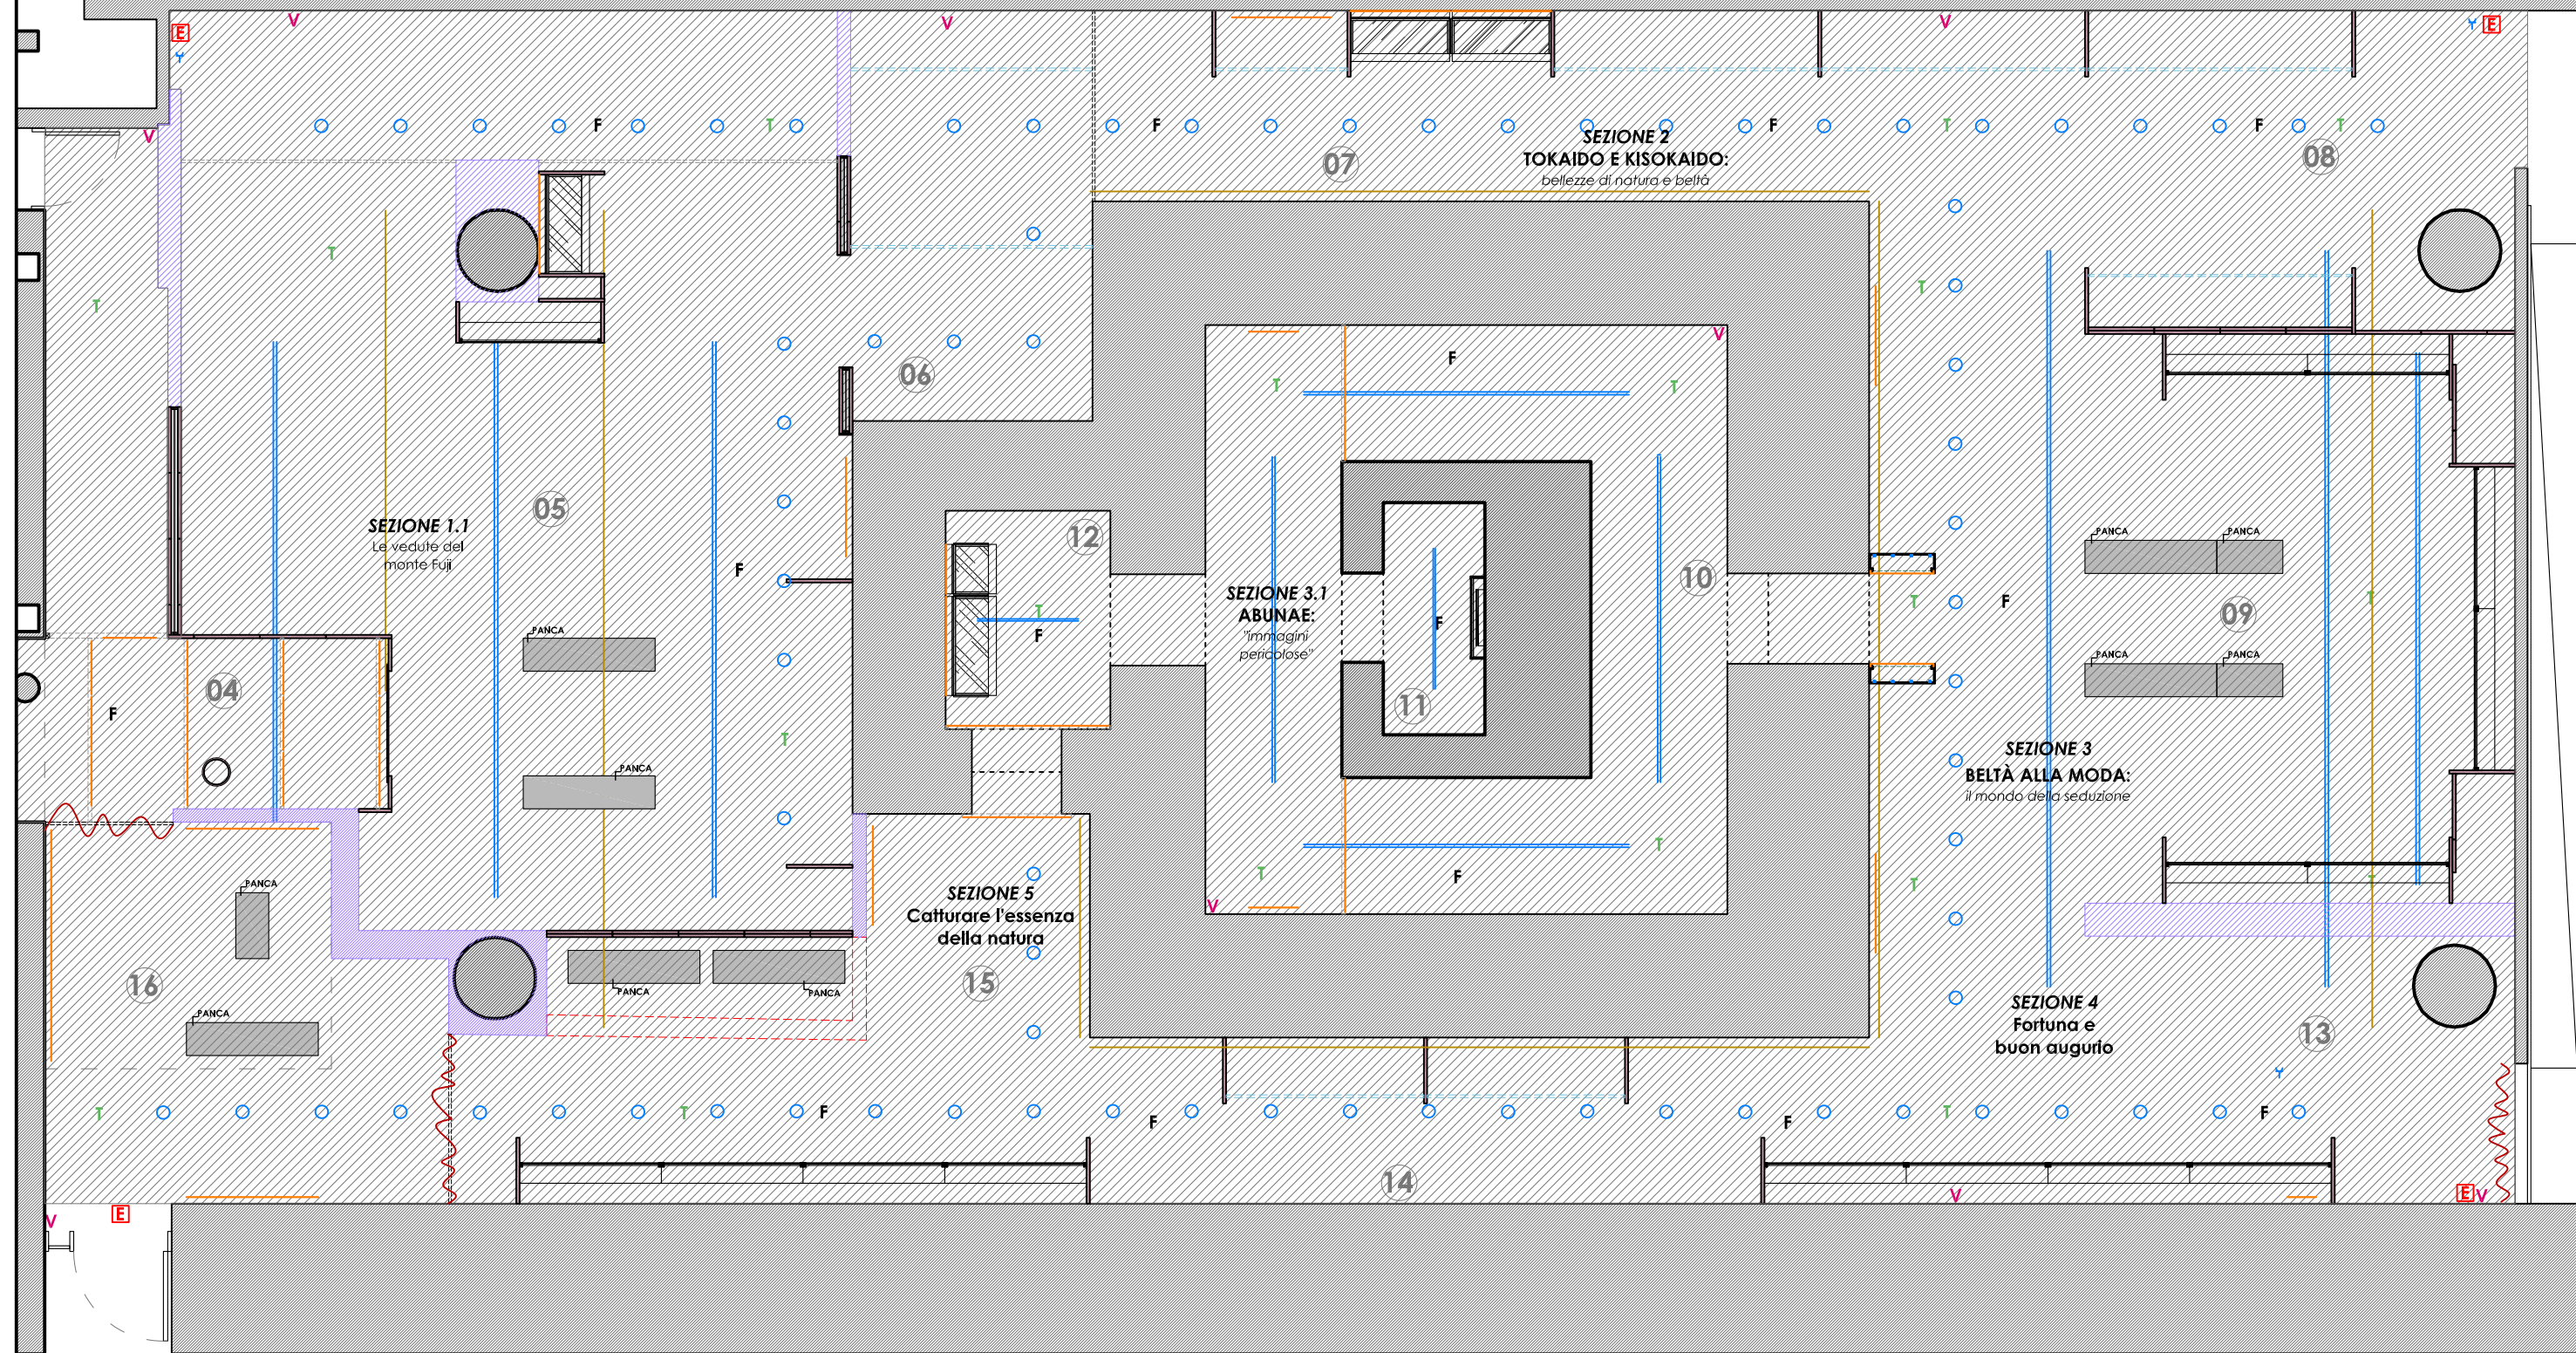 V
V
V
E
E
V
F
T
F
F
T
F
T
SEZIONE 2
TOKAIDO E KISOKAIDO:
bellezze di natura e beltà
07
08
T
T
T
V
F
T
T
06
SEZIONE 1.1
Le vedute del
monte Fuji
05
F
12
T
F
SEZIONE 3.1
ABUNAE:
"immagini
pericolose"
10
F
11
T
F
PANCA
PANCA
09
T
PANCA
PANCA
PANCA
04
F
T
PANCA
SEZIONE 3
BELTÀ ALLA MODA:
il mondo della seduzione
T
T
F
V
T
T
PANCA
SEZIONE 5
Catturare l'essenza
della natura
15
16
PANCA
PANCA
PANCA
SEZIONE 4
Fortuna e
buon augurio
13
T
T
F
F
F
T
F
14
V
E
V
V
E